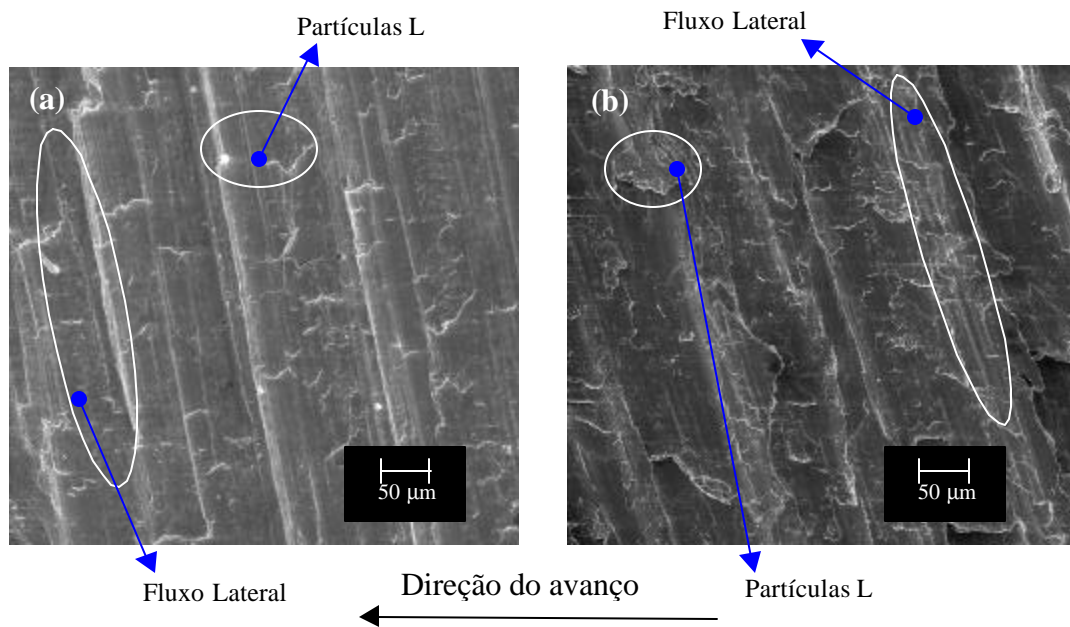 Partículas L
Fluxo Lateral
(a)
(b)
50 μm
50 μm
Fluxo Lateral
Direção do avanço
Partículas L